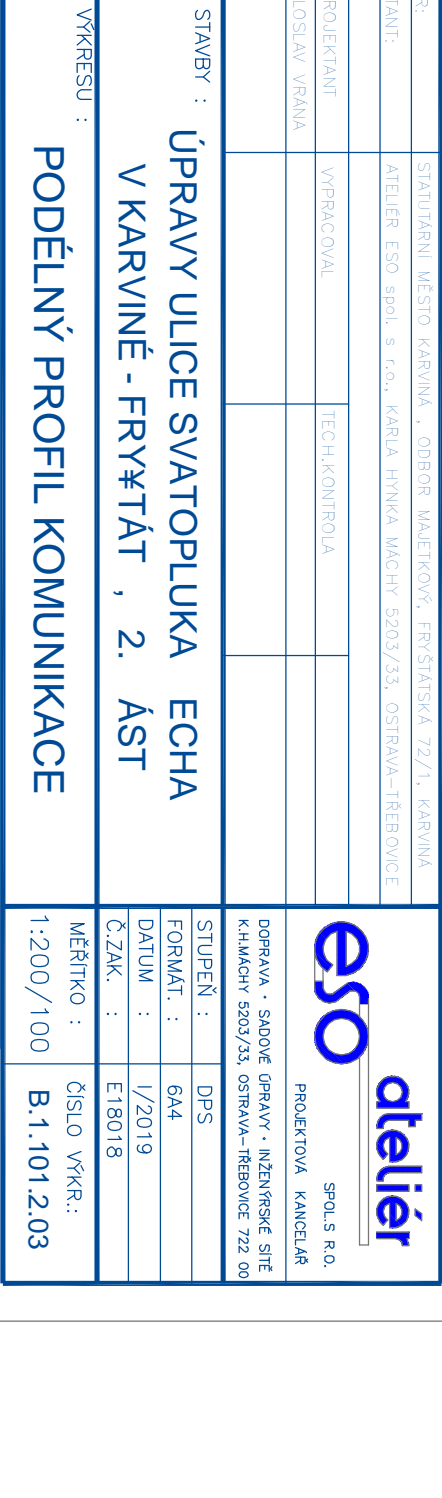 R: STATUTÁRNÍ MĚSTO KARVINÁ , ODBOR MAJETKOVÝ, FRYŠTÁTSKÁ 72/1, KARVINÁ
TANT: ATELIÉR ESO spol. s r.o., KARLA HYNKA MÁCHY 5203/33, OSTRAVA-TŘEBOVICE
ROJEKTANT VYPRACOVAL TECH.KONTROLA
LOSLAV VRÁNA
STAVBY : ÚPRAVY ULICE SVATOPLUKA ECHA
V KARVINÉ - FRY¥TÁT , 2. ÁST
VÝKRESU :
PODÉLNÝ PROFIL KOMUNIKACE
eso ateliér
SPOL.S R.O.
PROJEKTOVÁ KANCELÁŘ
DOPRAVA • SADOVÉ ÚPRAVY • INŽENÝRSKÉ SÍTĚ
K.H.MÁCHY 5203/33, OSTRAVA-TŘEBOVICE 722 00
STUPEŇ : DPS
FORMÁT. : 6A4
DATUM : I/2019
Č.ZAK. : E18018
MĚŘÍTKO : ČÍSLO VÝKR.:
1:200/100 B.1.101.2.03